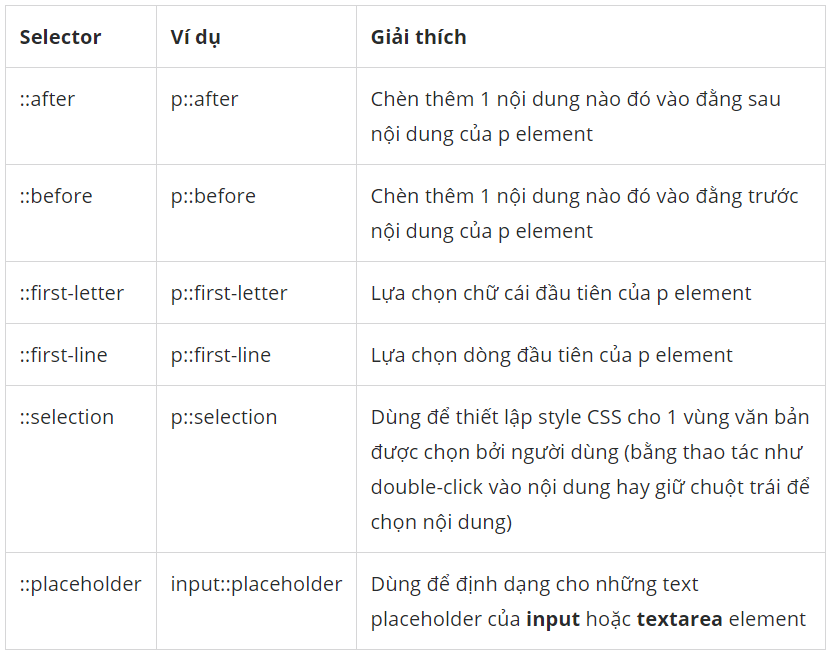 Selector Ví dụ Giải thích
::after p::after Chèn thêm 1 nội dung nào đó vào đằng sau
nội dung của p element
::before p::before Chèn thêm 1 nội dung nào đó vào đằng trước
nội dung của p element
::first-letter p::first-letter Lựa chọn chữ cái đầu tiên của p element
::first-line p::first-line Lựa chọn dòng đầu tiên của p element
::selection p::selection Dùng để thiết lập style CSS cho 1 vùng văn bản
được chọn bởi người dùng (bằng thao tác như
double-click vào nội dung hay giữ chuột trái để
chọn nội dung)
::placeholder input::placeholder Dùng để định dạng cho những text
placeholder của input hoặc textarea element